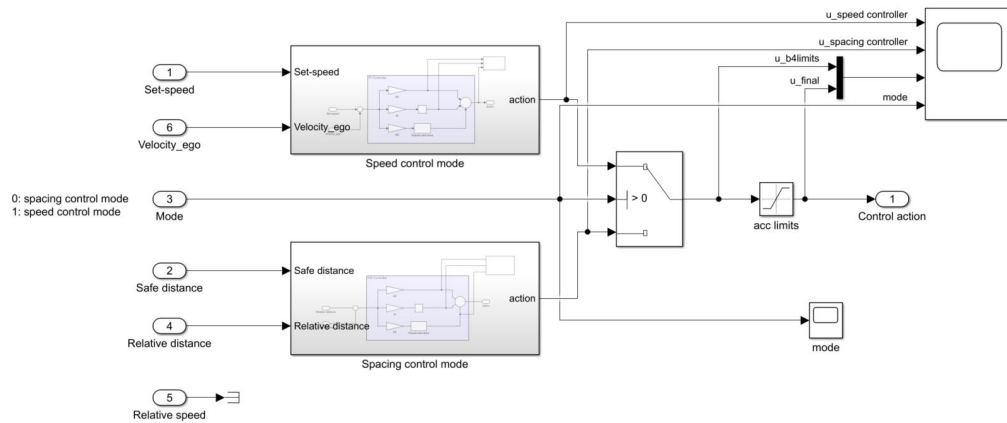 u_speed controller
u_spacing controller
u_b4limits
u_final
mode
1
Set-speed
Set-speed
action
6
Velocity_ego
Velocity_ego
Speed control mode
0: spacing control mode
1: speed control mode
3
Mode
> 0
acc limits
1
Control action
2
Safe distance
Safe distance
action
4
Relative distance
Relative distance
Spacing control mode
mode
5
Relative speed